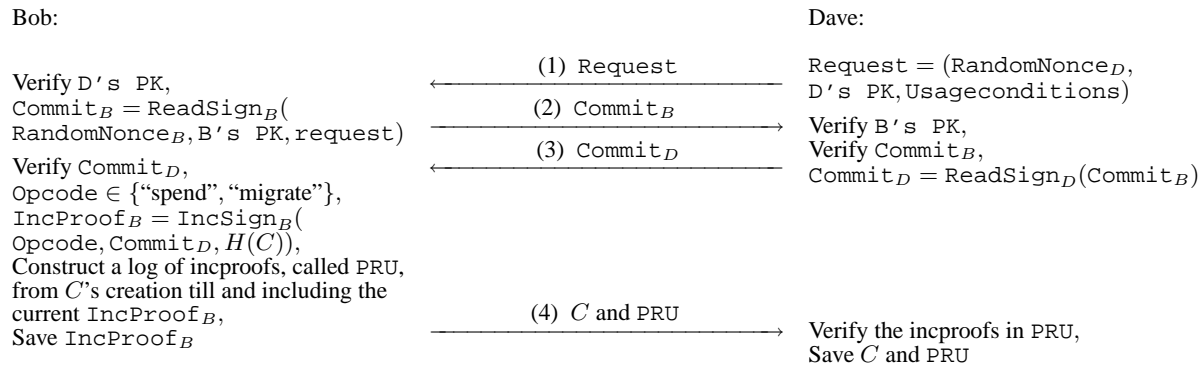 Bob:
Dave:
(1) Request
Request = (RandomNonce_D,
D's PK, Usageconditions)
Verify D's PK,
Commit_B = ReadSign_B(
RandomNonce_B, B's PK, request)
(2) Commit_B
Verify B's PK,
Verify Commit_B,
Commit_D = ReadSign_D(Commit_B)
(3) Commit_D
Verify Commit_D,
Opcode ∈ {“spend”, “migrate”},
IncProof_B = IncSign_B(
Opcode, Commit_D, H(C)),
Construct a log of incproofs, called PRU,
from C's creation till and including the
current IncProof_B,
Save IncProof_B
(4) C and PRU
Verify the incproofs in PRU,
Save C and PRU